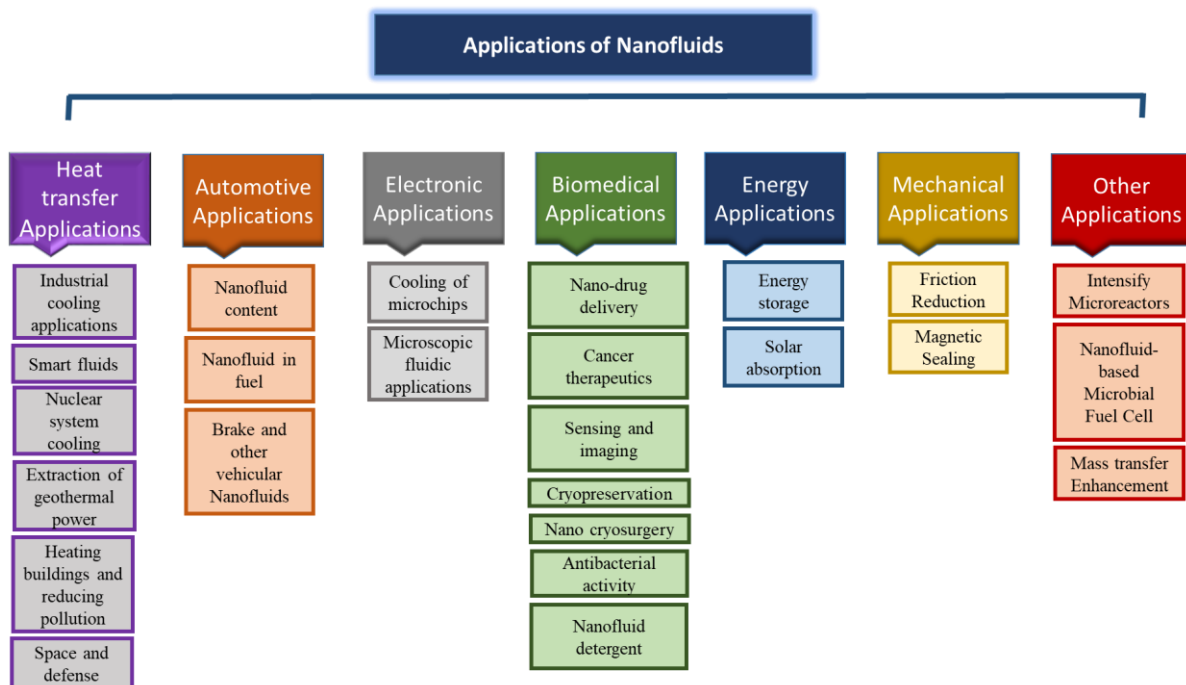 Applications of Nanofluids
Heat
transfer
Applications
Industrial
cooling
applications
Smart fluids
Nuclear
system
cooling
Extraction of
geothermal
power
Heating
buildings and
reducing
pollution
Space and
defense
Automotive
Applications
Nanofluid
content
Nanofluid in
fuel
Brake and
other
vehicular
Nanofluids
Electronic
Applications
Cooling of
microchips
Microscopic
fluidic
applications
Biomedical
Applications
Nano-drug
delivery
Cancer
therapeutics
Sensing and
imaging
Cryopreservation
Nano cryosurgery
Antibacterial
activity
Nanofluid
detergent
Energy
Applications
Energy
storage
Solar
absorption
Mechanical
Applications
Friction
Reduction
Magnetic
Sealing
Other
Applications
Intensify
Microreactors
Nanofluid-
based
Microbial
Fuel Cell
Mass transfer
Enhancement